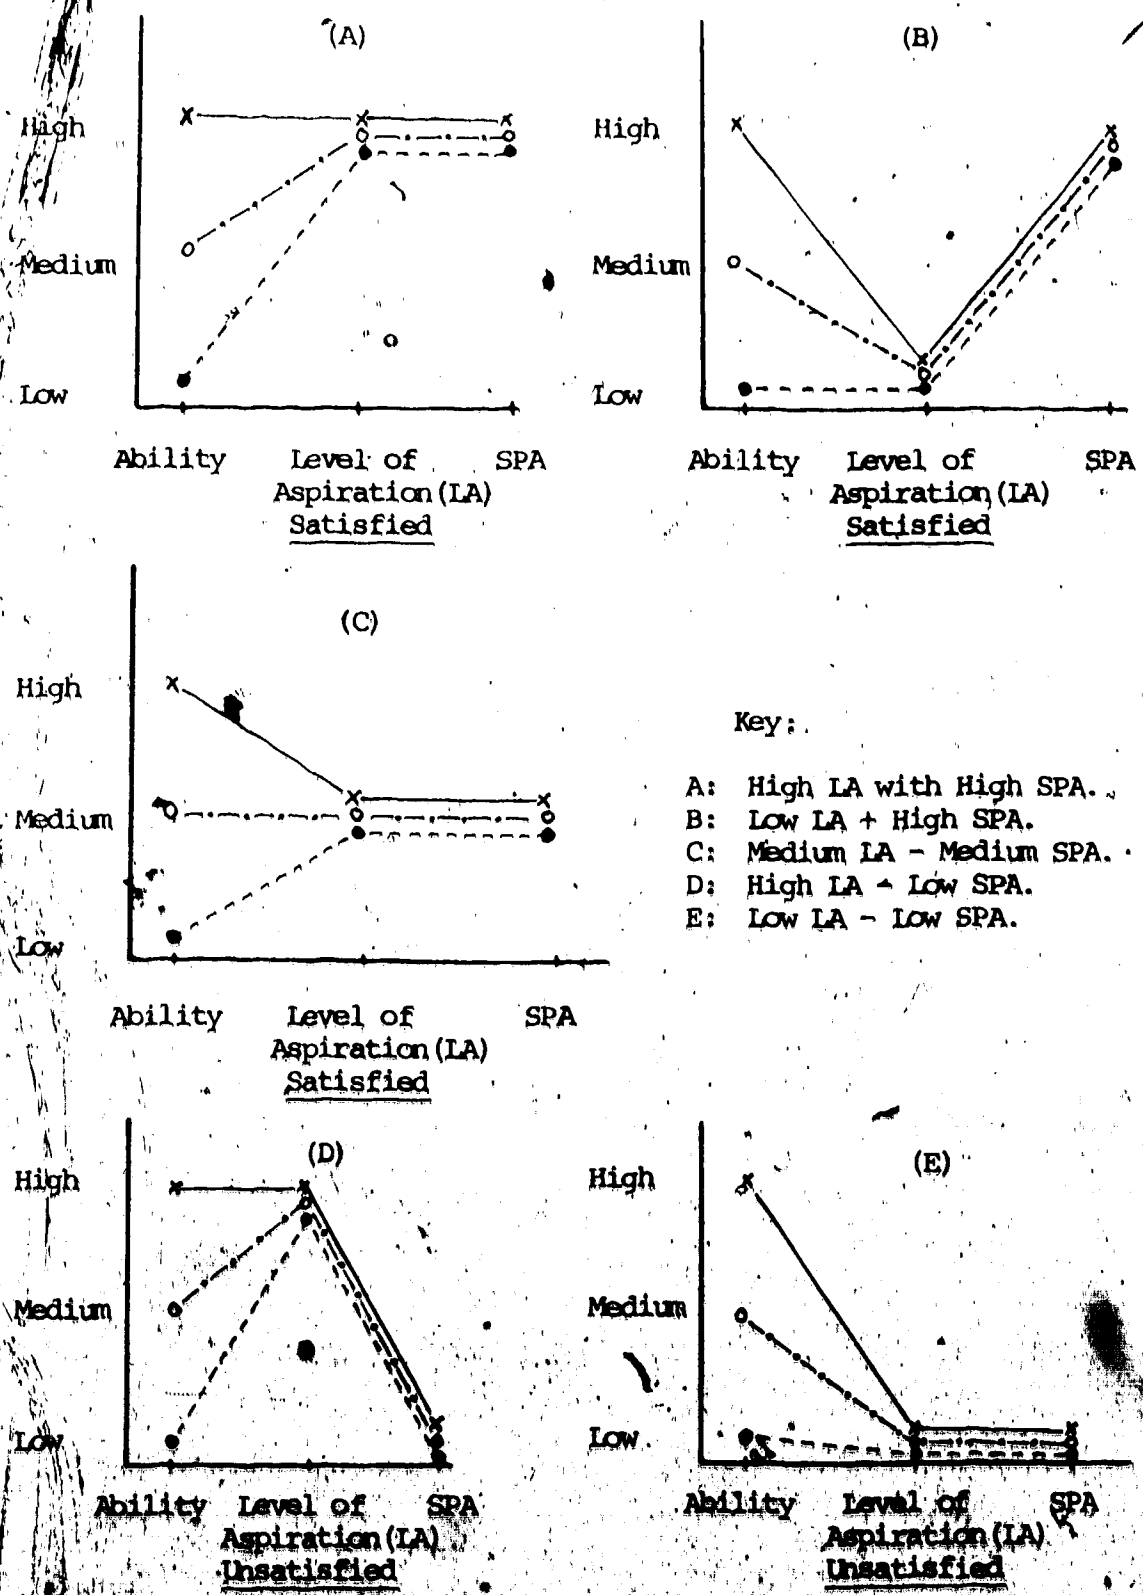 (A)
High
Medium
Low
Ability Level of SPA
Aspiration (LA)
Satisfied
(B)
High
Medium
Low
Ability Level of SPA
Aspiration (LA)
Satisfied
(C)
High
Medium
Low
Ability Level of SPA
Aspiration (LA)
Satisfied
Key:
A: High LA with High SPA.
B: Low LA + High SPA.
C: Medium LA - Medium SPA.
D: High LA - Low SPA.
E: Low LA - Low SPA.
(D)
High
Medium
Low
Ability Level of SPA
Aspiration (LA)
Unsatisfied
(E)
High
Medium
Low
Ability Level of SPA
Aspiration (LA)
Unsatisfied